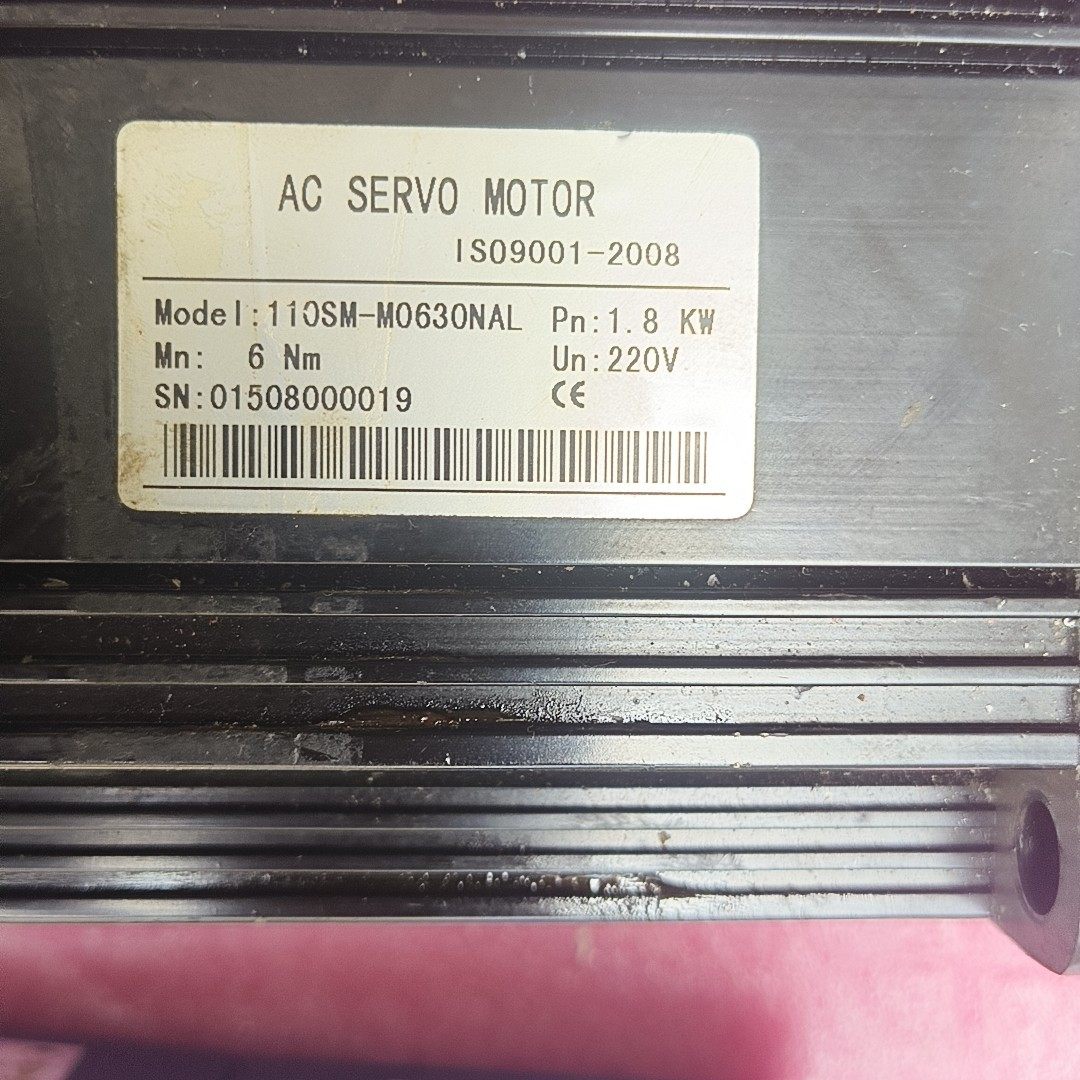 AC SERVO MOTOR
ISO9001-2008
Model:110SM-M0630NAL Pn:1.8 KW
Mn: 6 Nm Un:220V
SN:01508000019 CE